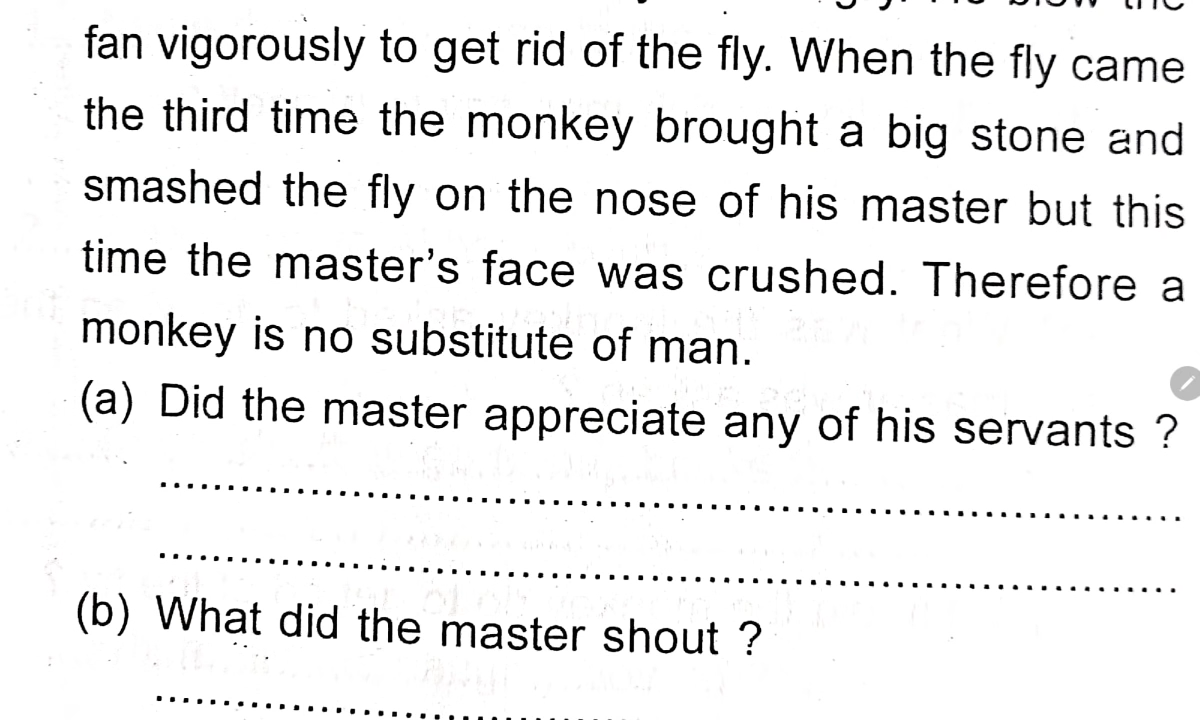 fan vigorously to get rid of the fly. When the fly came
the third time the monkey brought a big stone and
smashed the fly on the nose of his master but this
time the master's face was crushed. Therefore a
monkey is no substitute of man.
(a) Did the master appreciate any of his servants ?
(b) What did the master shout ?